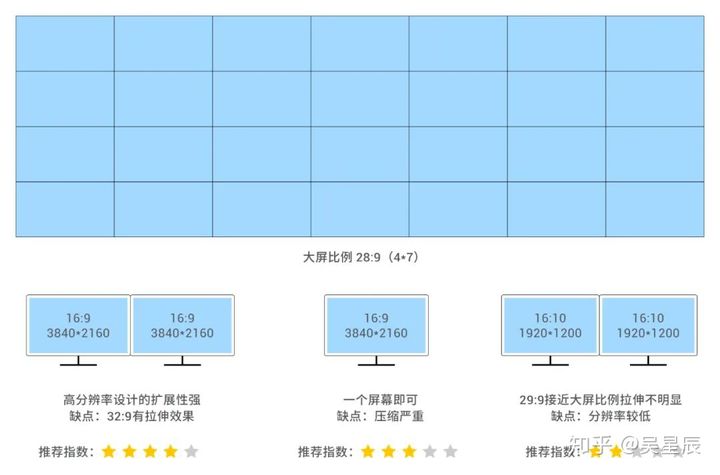 大屏比例 28:9（4*7）
16:9
3840*2160
16:9
3840*2160
16:9
3840*2160
16:10
1920*1200
16:10
1920*1200
高分辨率设计的扩展性强
缺点：32:9有拉伸效果
一个屏幕即可
缺点：压缩严重
29:9接近大屏比例拉伸不明显
缺点：分辨率较低
推荐指数：
推荐指数：
推荐指数：
知乎 @吴星辰